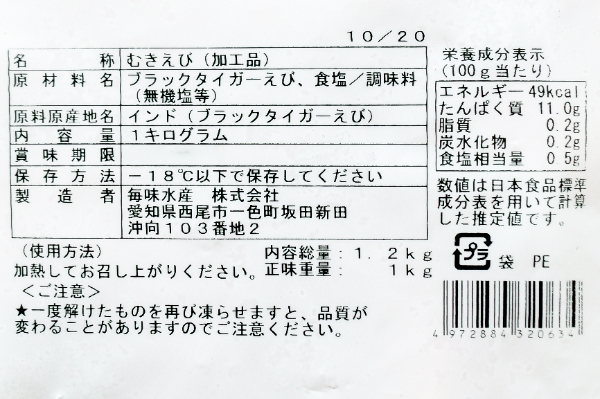 10/20
名称 むきえび（加工品）
原材料名 ブラックタイガーえび、食塩／調味料
（無機塩等）
原料原産地名 インド（ブラックタイガーえび）
内容量 1キログラム
賞味期限
保存方法 －18℃以下で保存してください
製造者 毎味水産　株式会社
愛知県西尾市一色町坂田新田
沖向103番地2
（使用方法）
内容総量：1.2kg
加熱してお召し上がりください。
正味重量：1kg
＜ご注意＞
★一度解けたものを再び凍らせますと、品質が
変わることがありますのでご注意ください。
栄養成分表示
（100g当たり）
エネルギー 49kcal
たんぱく質 11.0g
脂質 0.2g
炭水化物 0.2g
食塩相当量 0.5g
数値は日本食品標準
成分表を用いて計算
した推定値です。
プラ 袋 PE
4972884320634